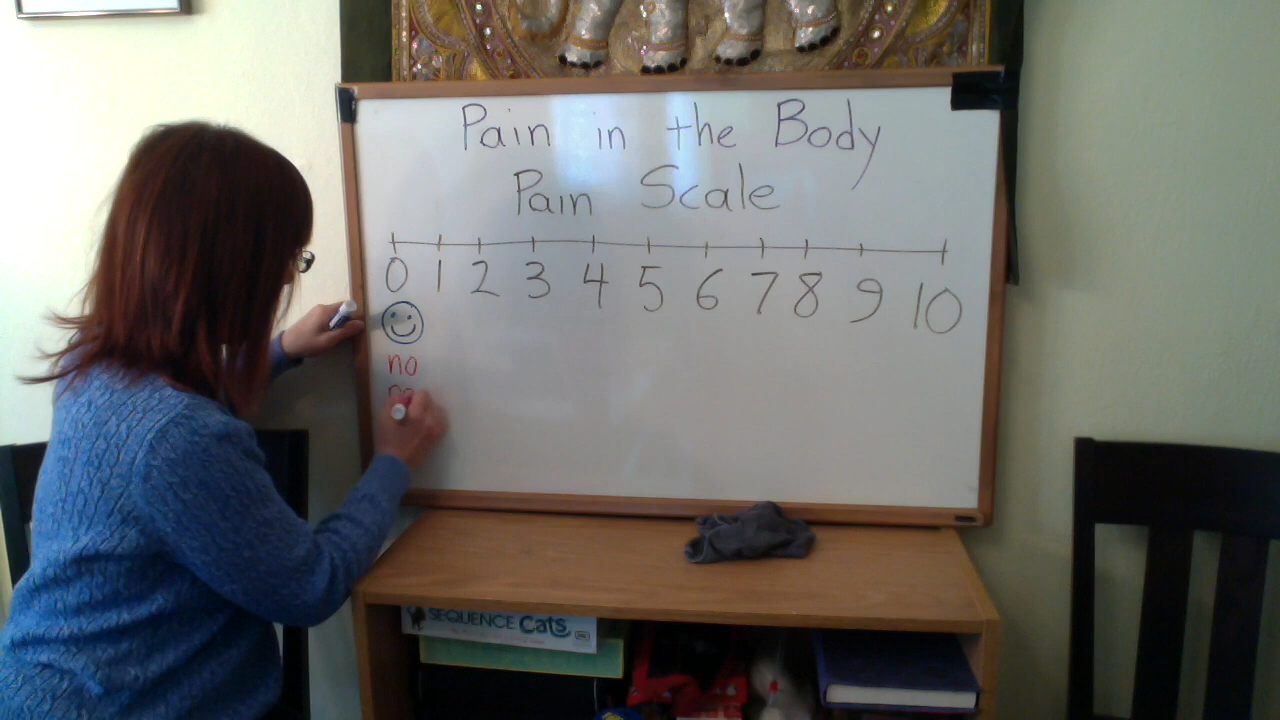 Pain in the Body
Pain Scale
0 1 2 3 4 5 6 7 8 9 10
no
SEQUENCE Cats